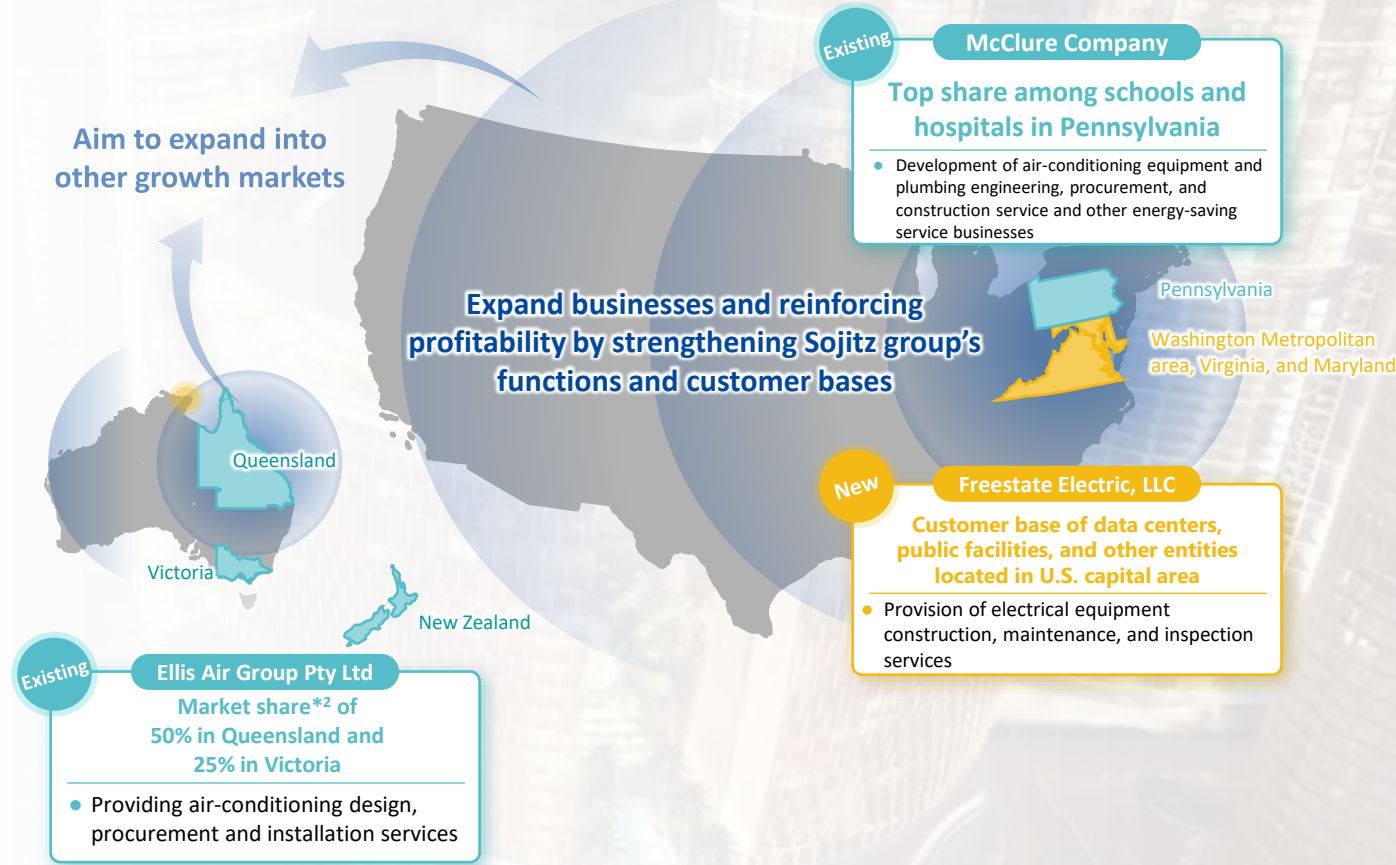 Aim to expand into
other growth markets
Existing
McClure Company
Top share among schools and
hospitals in Pennsylvania
● Development of air-conditioning equipment and
plumbing engineering, procurement, and
construction service and other energy-saving
service businesses
Expand businesses and reinforcing
profitability by strengthening Sojitz group's
functions and customer bases
Pennsylvania
Washington Metropolitan
area, Virginia, and Maryland
Queensland
Victoria
New Zealand
New
Freestate Electric, LLC
Customer base of data centers,
public facilities, and other entities
located in U.S. capital area
● Provision of electrical equipment
construction, maintenance, and inspection
services
Existing
Ellis Air Group Pty Ltd
Market share*2 of
50% in Queensland and
25% in Victoria
● Providing air-conditioning design,
procurement and installation services